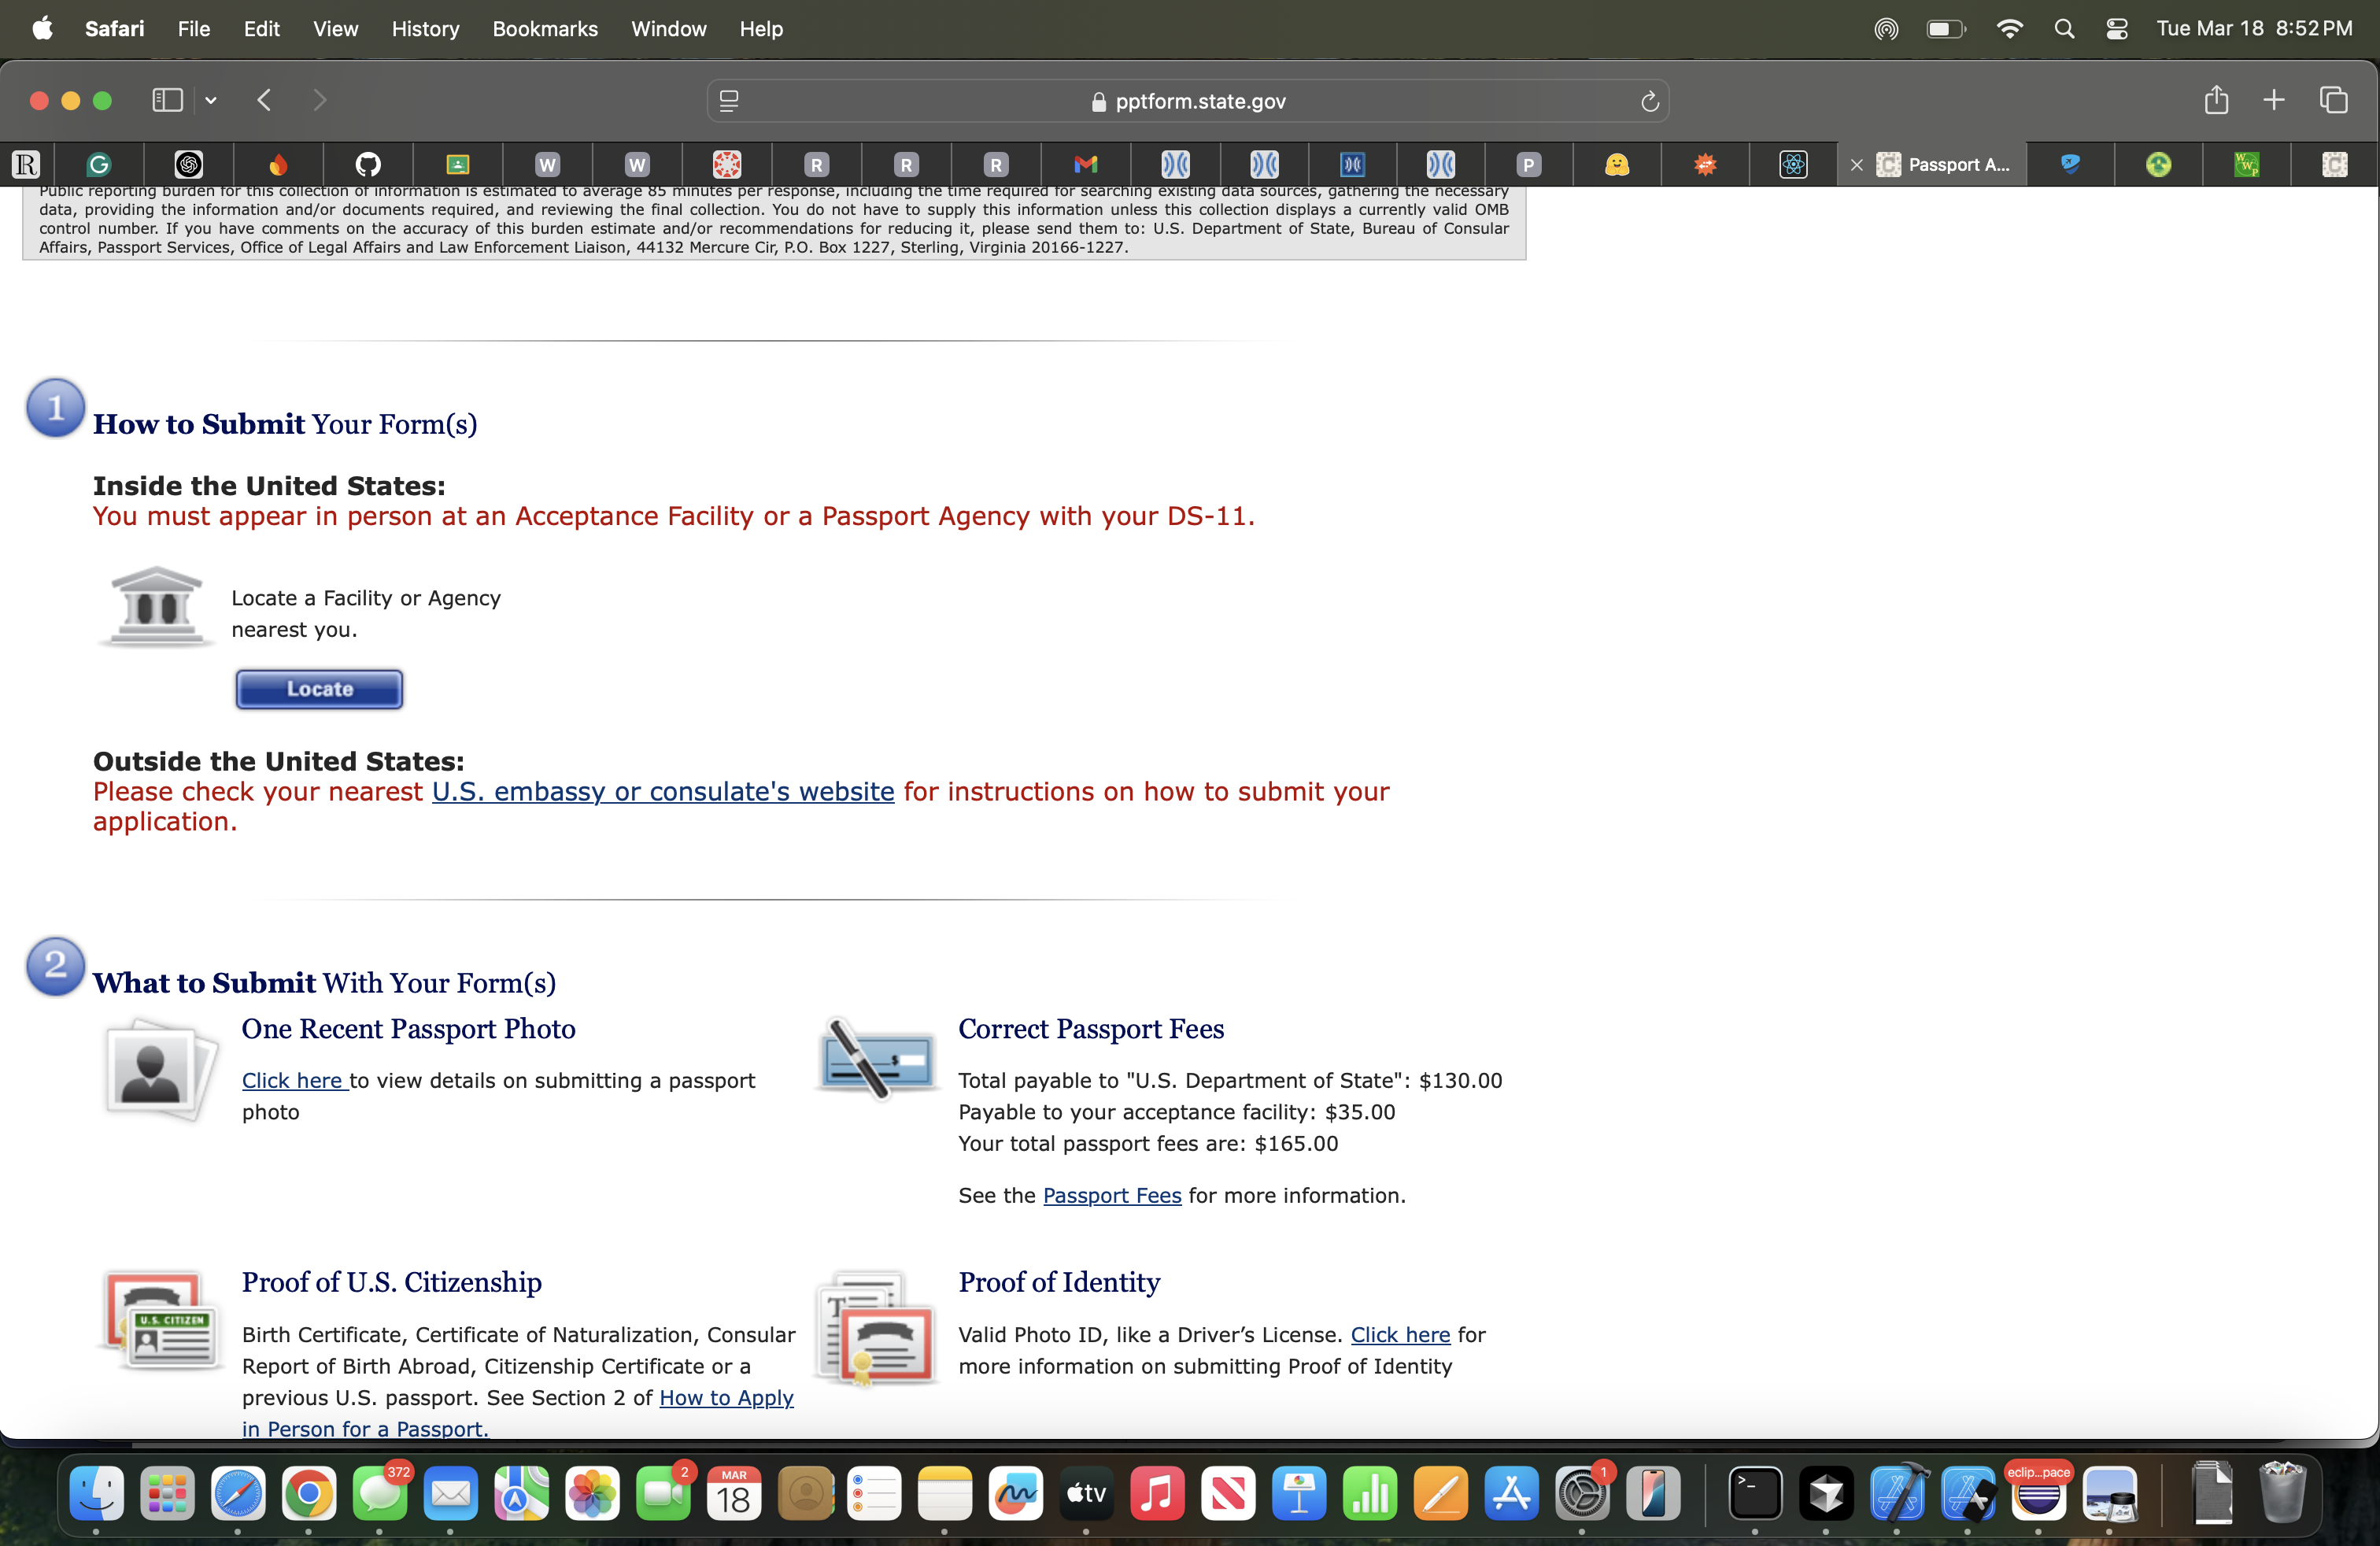 Safari File Edit View History Bookmarks Window Help Tue Mar 18 8:52 PM
pptform.state.gov
R G W W R R R P Passport A... W W P C
Public reporting burden for this collection of information is estimated to average 85 minutes per response, including the time required for searching existing data sources, gathering the necessary
data, providing the information and/or documents required, and reviewing the final collection. You do not have to supply this information unless this collection displays a currently valid OMB
control number. If you have comments on the accuracy of this burden estimate and/or recommendations for reducing it, please send them to: U.S. Department of State, Bureau of Consular
Affairs, Passport Services, Office of Legal Affairs and Law Enforcement Liaison, 44132 Mercure Cir, P.O. Box 1227, Sterling, Virginia 20166-1227.
1
How to Submit Your Form(s)
Inside the United States:
You must appear in person at an Acceptance Facility or a Passport Agency with your DS-11.
Locate a Facility or Agency
nearest you.
Locate
Outside the United States:
Please check your nearest U.S. embassy or consulate's website for instructions on how to submit your
application.
2
What to Submit With Your Form(s)
One Recent Passport Photo
Click here to view details on submitting a passport
photo
Correct Passport Fees
Total payable to "U.S. Department of State": $130.00
Payable to your acceptance facility: $35.00
Your total passport fees are: $165.00
See the Passport Fees for more information.
U.S. CITIZEN
Proof of U.S. Citizenship
Birth Certificate, Certificate of Naturalization, Consular
Report of Birth Abroad, Citizenship Certificate or a
previous U.S. passport. See Section 2 of How to Apply
in Person for a Passport.
Proof of Identity
Valid Photo ID, like a Driver’s License. Click here for
more information on submitting Proof of Identity
372 2 MAR 18 tv 1 eclip...pace